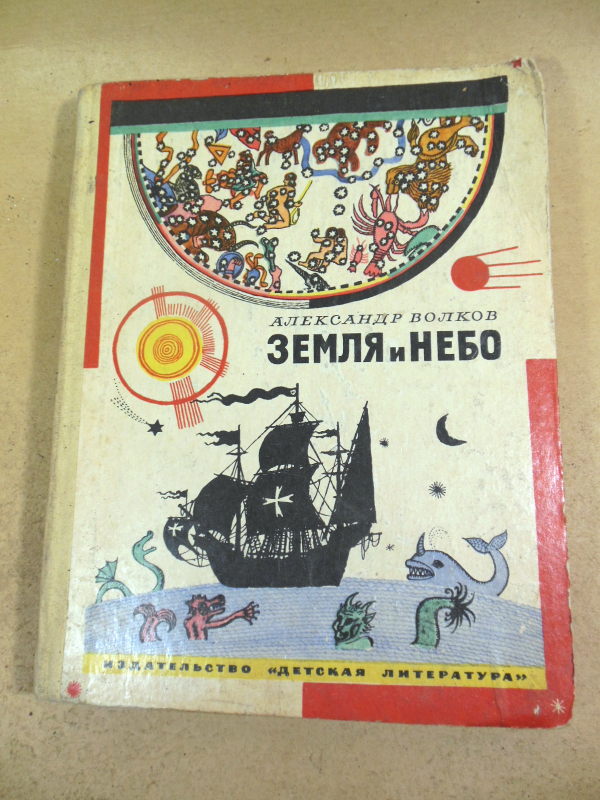 АЛЕКСАНДР ВОЛКОВ
ЗЕМЛЯ и НЕБО
ИЗДАТЕЛЬСТВО «ДЕТСКАЯ ЛИТЕРАТУРА»